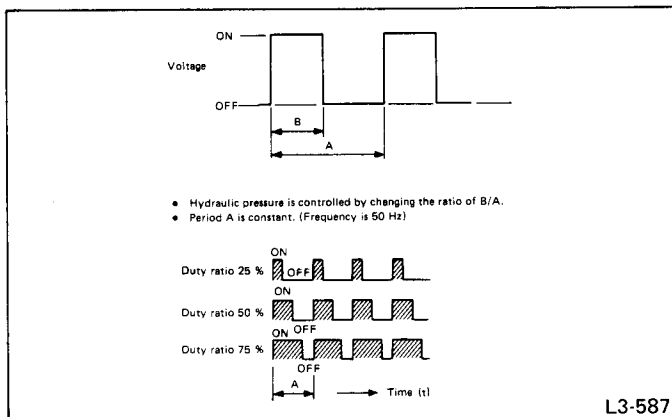 ON
Voltage
OFF
B
A
• Hydraulic pressure is controlled by changing the ratio of B/A.
• Period A is constant. (Frequency is 50 Hz)
ON
Duty ratio 25 % OFF
ON
Duty ratio 50 %
OFF
ON
Duty ratio 75 %
OFF
A
Time (t)
L3-587